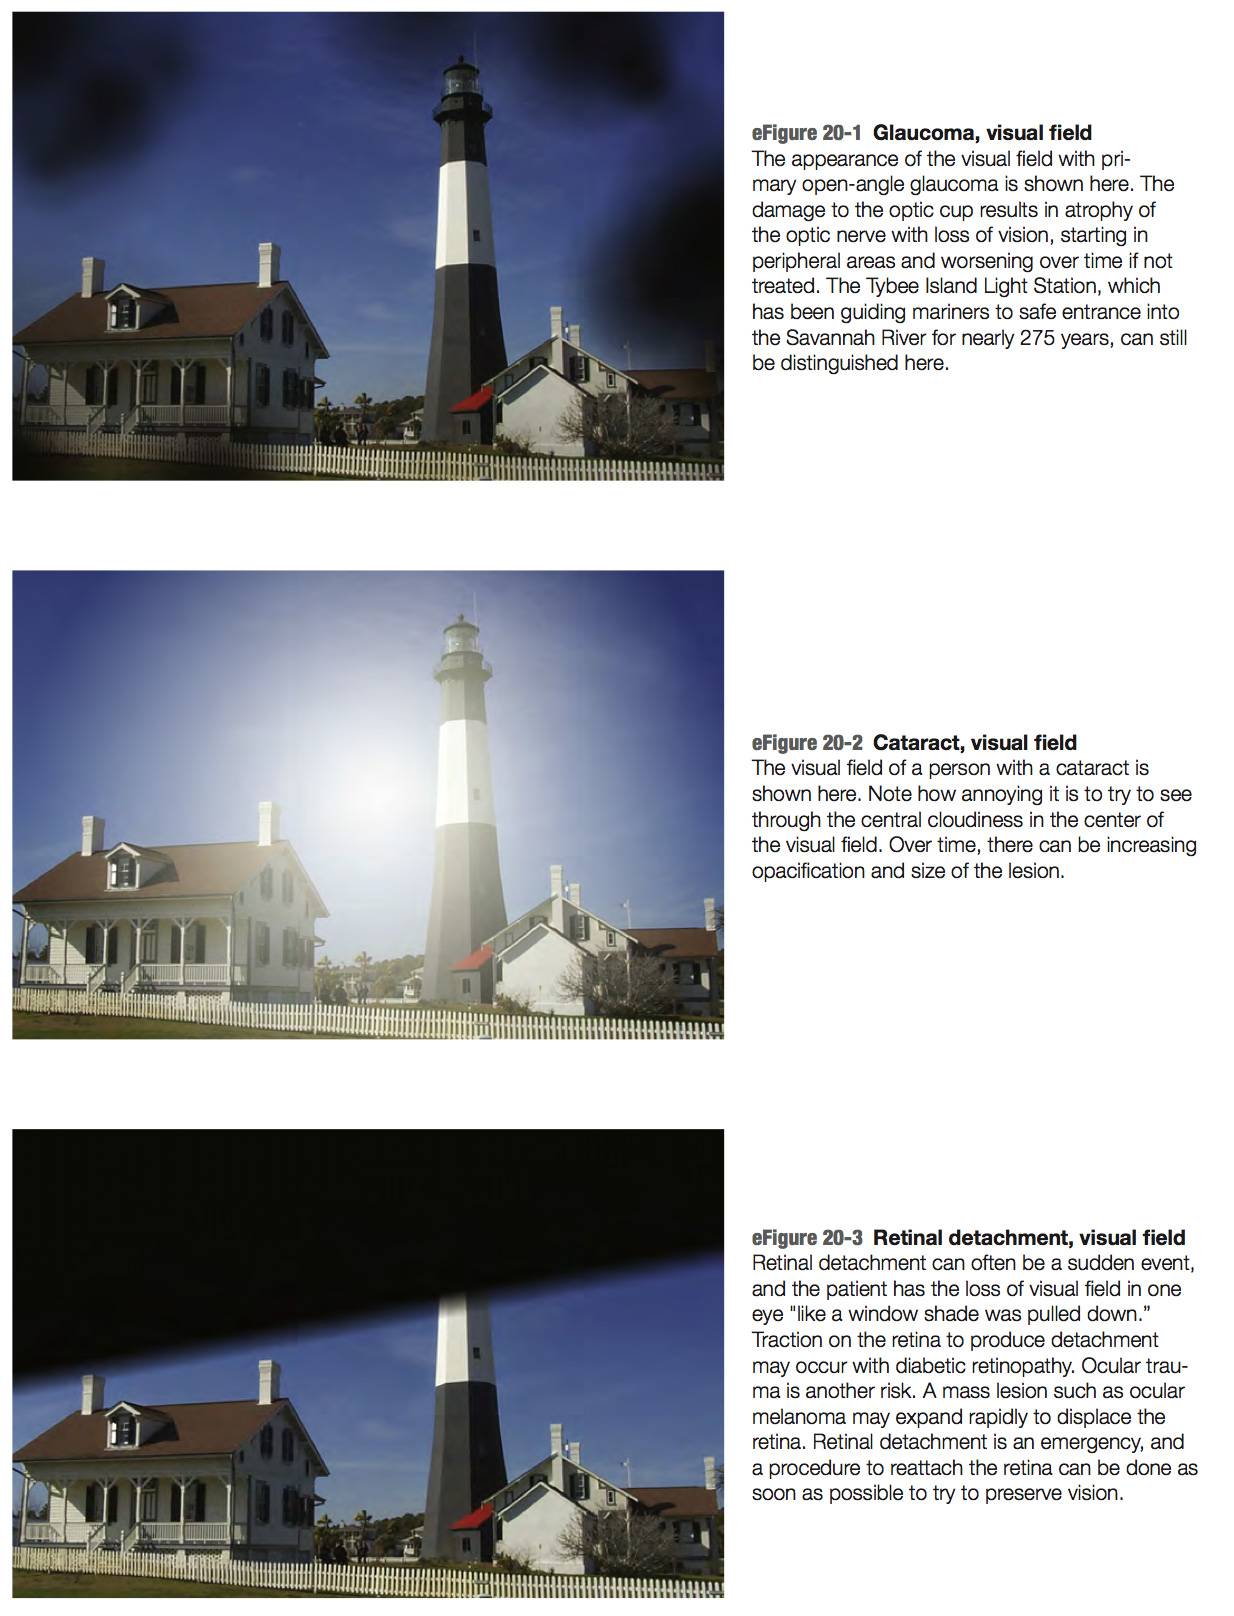 eFigure 20-1 Glaucoma, visual field
The appearance of the visual field with pri-
mary open-angle glaucoma is shown here. The
damage to the optic cup results in atrophy of
the optic nerve with loss of vision, starting in
peripheral areas and worsening over time if not
treated. The Tybee Island Light Station, which
has been guiding mariners to safe entrance into
the Savannah River for nearly 275 years, can still
be distinguished here.
eFigure 20-2 Cataract, visual field
The visual field of a person with a cataract is
shown here. Note how annoying it is to try to see
through the central cloudiness in the center of
the visual field. Over time, there can be increasing
opacification and size of the lesion.
eFigure 20-3 Retinal detachment, visual field
Retinal detachment can often be a sudden event,
and the patient has the loss of visual field in one
eye "like a window shade was pulled down.”
Traction on the retina to produce detachment
may occur with diabetic retinopathy. Ocular trau-
ma is another risk. A mass lesion such as ocular
melanoma may expand rapidly to displace the
retina. Retinal detachment is an emergency, and
a procedure to reattach the retina can be done as
soon as possible to try to preserve vision.